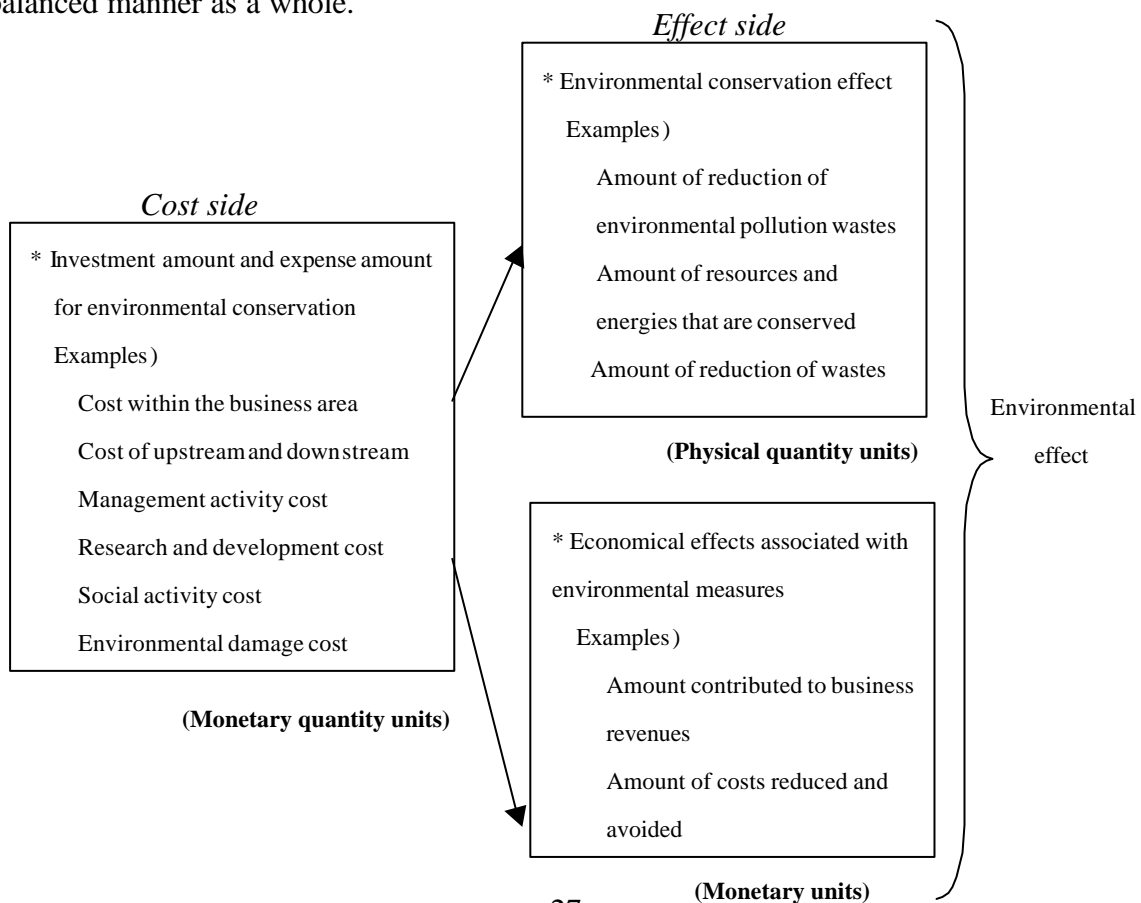 balanced manner as a whole.
Effect side
* Environmental conservation effect
Examples)
Amount of reduction of
environmental pollution wastes
Amount of resources and
energies that are conserved
Amount of reduction of wastes
(Physical quantity units)
Cost side
* Investment amount and expense amount
for environmental conservation
Examples)
Cost within the business area
Cost of upstream and down stream
Management activity cost
Research and development cost
Social activity cost
Environmental damage cost
(Monetary quantity units)
* Economical effects associated with
environmental measures
Examples)
Amount contributed to business
revenues
Amount of costs reduced and
avoided
(Monetary units)
Environmental
effect